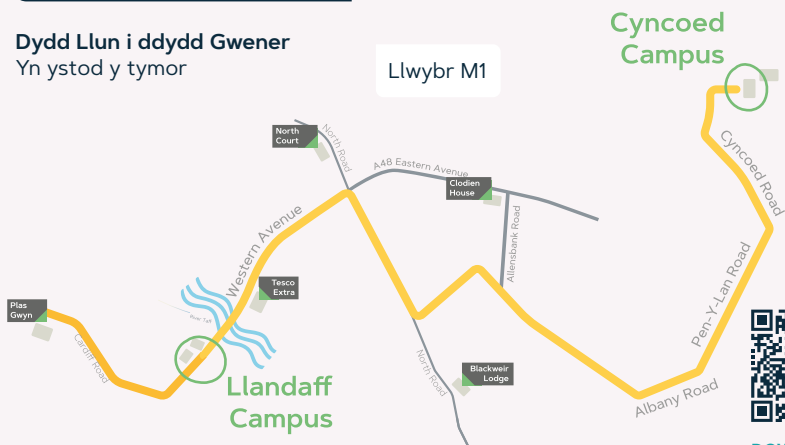 Dydd Llun i ddydd Gwener
Yn ystod y tymor
Llwybr M1
Cyncoed
Campus
North
Court
North Road
A48 Eastern Avenue
Clodien
House
Cyncoed Road
Western Avenue
Allensbank Road
Tesco
Extra
Plas
Gwyn
River Taff
Cardiff Road
Pen-Y-Lan Road
North Road
Blackweir
Lodge
Llandaff
Campus
Albany Road